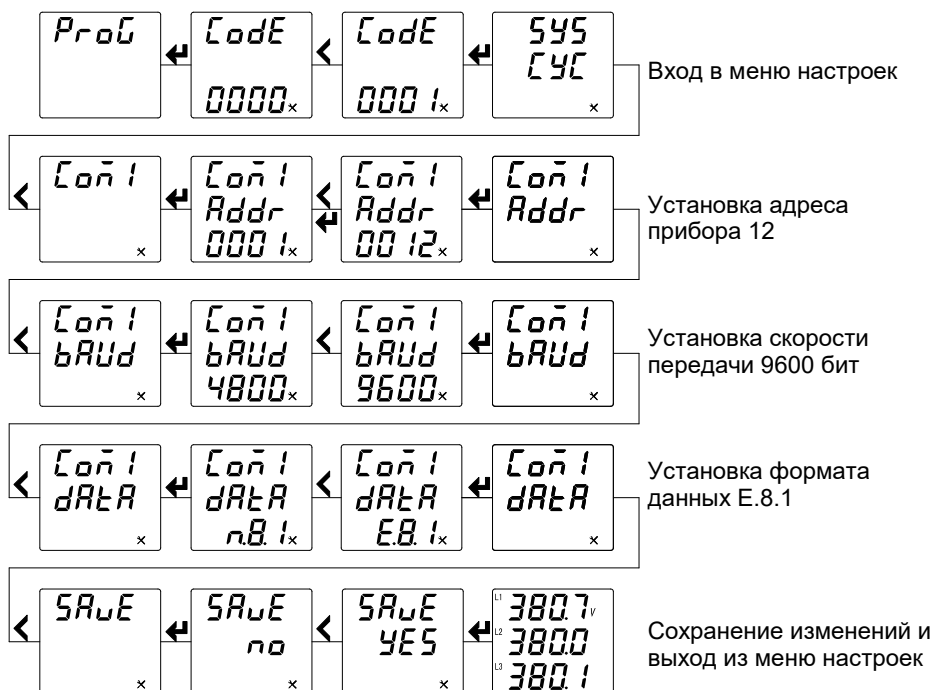 ProG
CodE
0000×
CodE
0001×
SYS
CYC
×
Вход в меню настроек
Com1
×
Com1
Addr
0001×
Com1
Addr
0012×
Com1
Addr
×
Установка адреса
прибора 12
Com1
bAUd
×
Com1
bAUd
4800×
Com1
bAUd
9600×
Com1
bAUd
×
Установка скорости
передачи 9600 бит
Com1
dAtA
×
Com1
dAtA
n.8.1×
Com1
dAtA
E.8.1×
Com1
dAtA
×
Установка формата
данных E.8.1
SAvE
×
SAvE
no
×
SAvE
YES
×
L1 380.7 V
L2 380.0
L3 380.1
Сохранение изменений и
выход из меню настроек